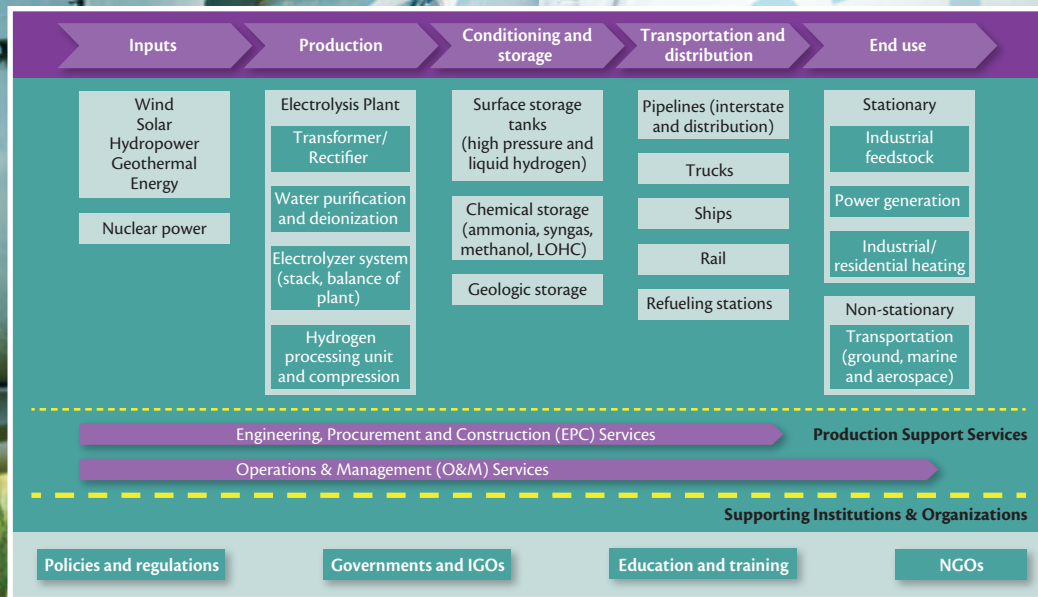 Inputs
Production
Conditioning and
storage
Transportation and
distribution
End use
Wind
Solar
Hydropower
Geothermal
Energy
Nuclear power
Electrolysis Plant
Transformer/
Rectifier
Water purification
and deionization
Electrolyzer system
(stack, balance of
plant)
Hydrogen
processing unit
and compression
Surface storage
tanks
(high pressure and
liquid hydrogen)
Chemical storage
(ammonia, syngas,
methanol, LOHC)
Geologic storage
Pipelines (interstate
and distribution)
Trucks
Ships
Rail
Refueling stations
Stationary
Industrial
feedstock
Power generation
Industrial/
residential heating
Non-stationary
Transportation
(ground, marine
and aerospace)
Engineering, Procurement and Construction (EPC) Services
Production Support Services
Operations & Management (O&M) Services
Supporting Institutions & Organizations
Policies and regulations
Governments and IGOs
Education and training
NGOs